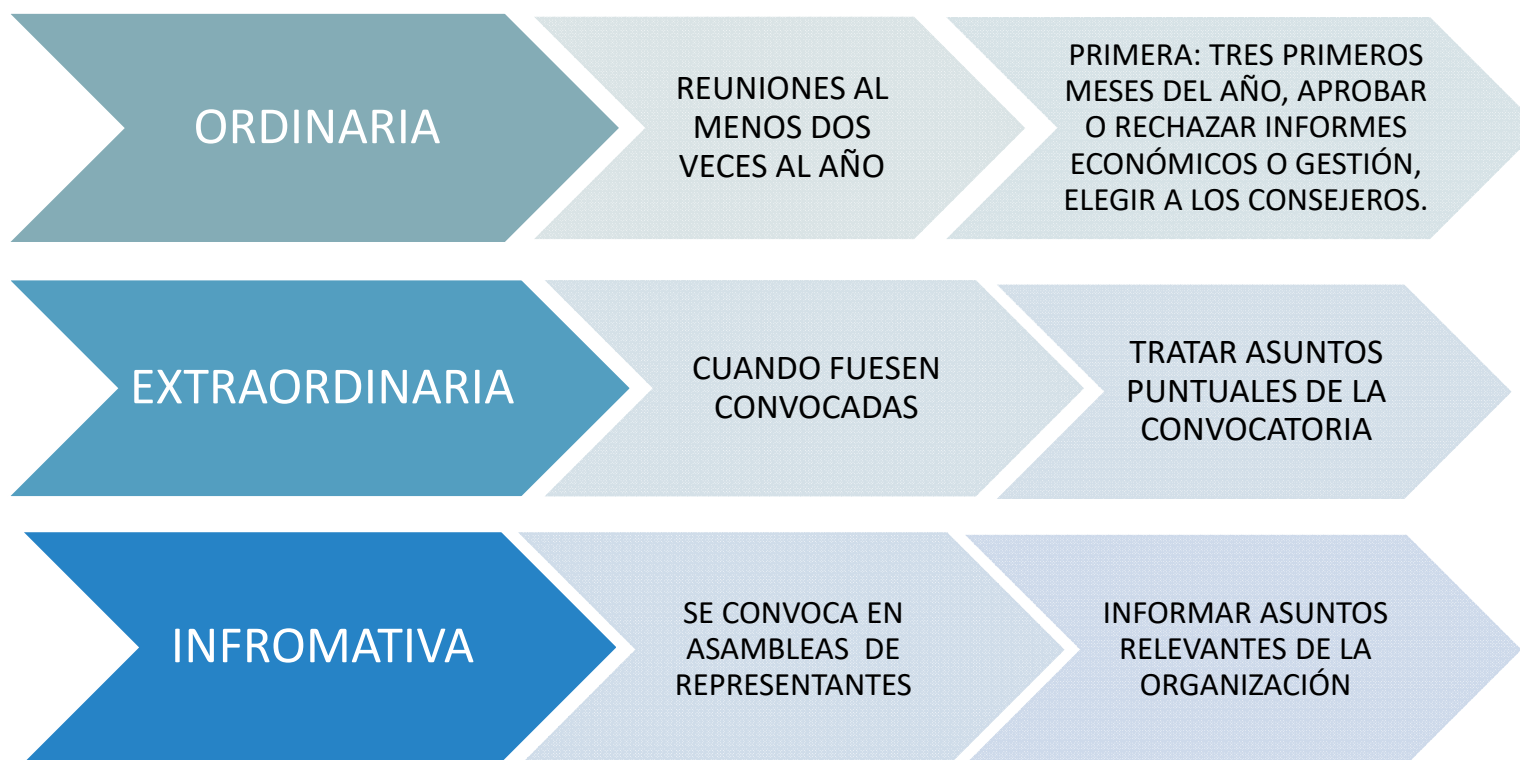 ORDINARIA
REUNIONES AL
MENOS DOS
VECES AL AÑO
PRIMERA: TRES PRIMEROS
MESES DEL AÑO, APROBAR
O RECHAZAR INFORMES
ECONÓMICOS O GESTIÓN,
ELEGIR A LOS CONSEJEROS.
EXTRAORDINARIA
CUANDO FUESEN
CONVOCADAS
TRATAR ASUNTOS
PUNTUALES DE LA
CONVOCATORIA
INFROMATIVA
SE CONVOCA EN
ASAMBLEAS DE
REPRESENTANTES
INFORMAR ASUNTOS
RELEVANTES DE LA
ORGANIZACIÓN